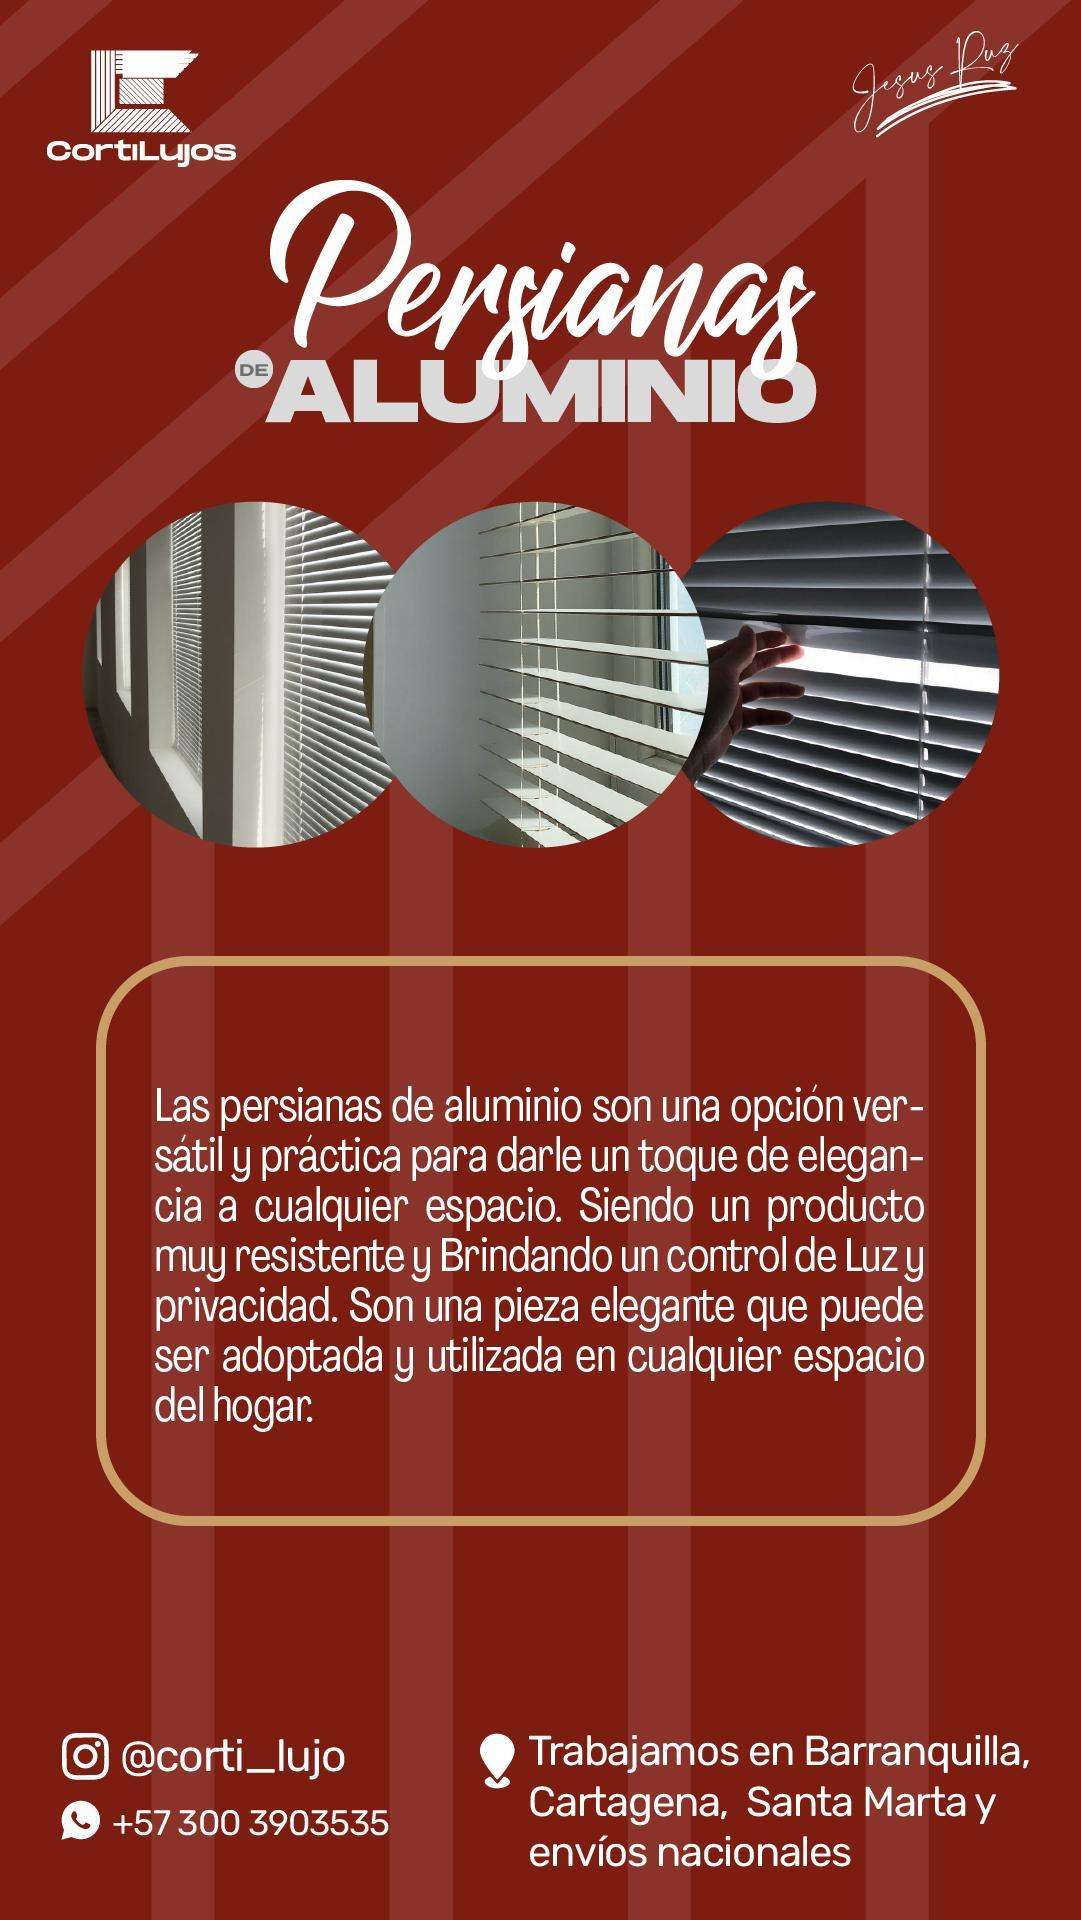 CortiLujos
Jesus Ruz
Persianas
DE ALUMINIO
Las persianas de aluminio son una opción ver-
sátil y práctica para darle un toque de elegan-
cia a cualquier espacio. Siendo un producto
muy resistente y Brindando un control de Luz y
privacidad. Son una pieza elegante que puede
ser adoptada y utilizada en cualquier espacio
del hogar.
@corti_lujo
+57 300 3903535
Trabajamos en Barranquilla,
Cartagena, Santa Marta y
envíos nacionales